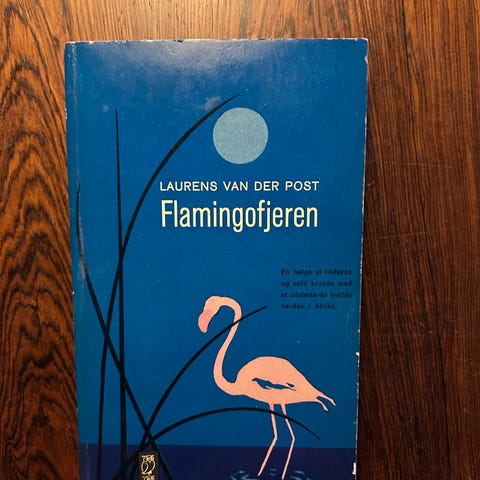 LAURENS VAN DER POST
Flamingofjeren
En bølge af vildskab
og vold truede med
at udslette de hvides
verden i Afrika.